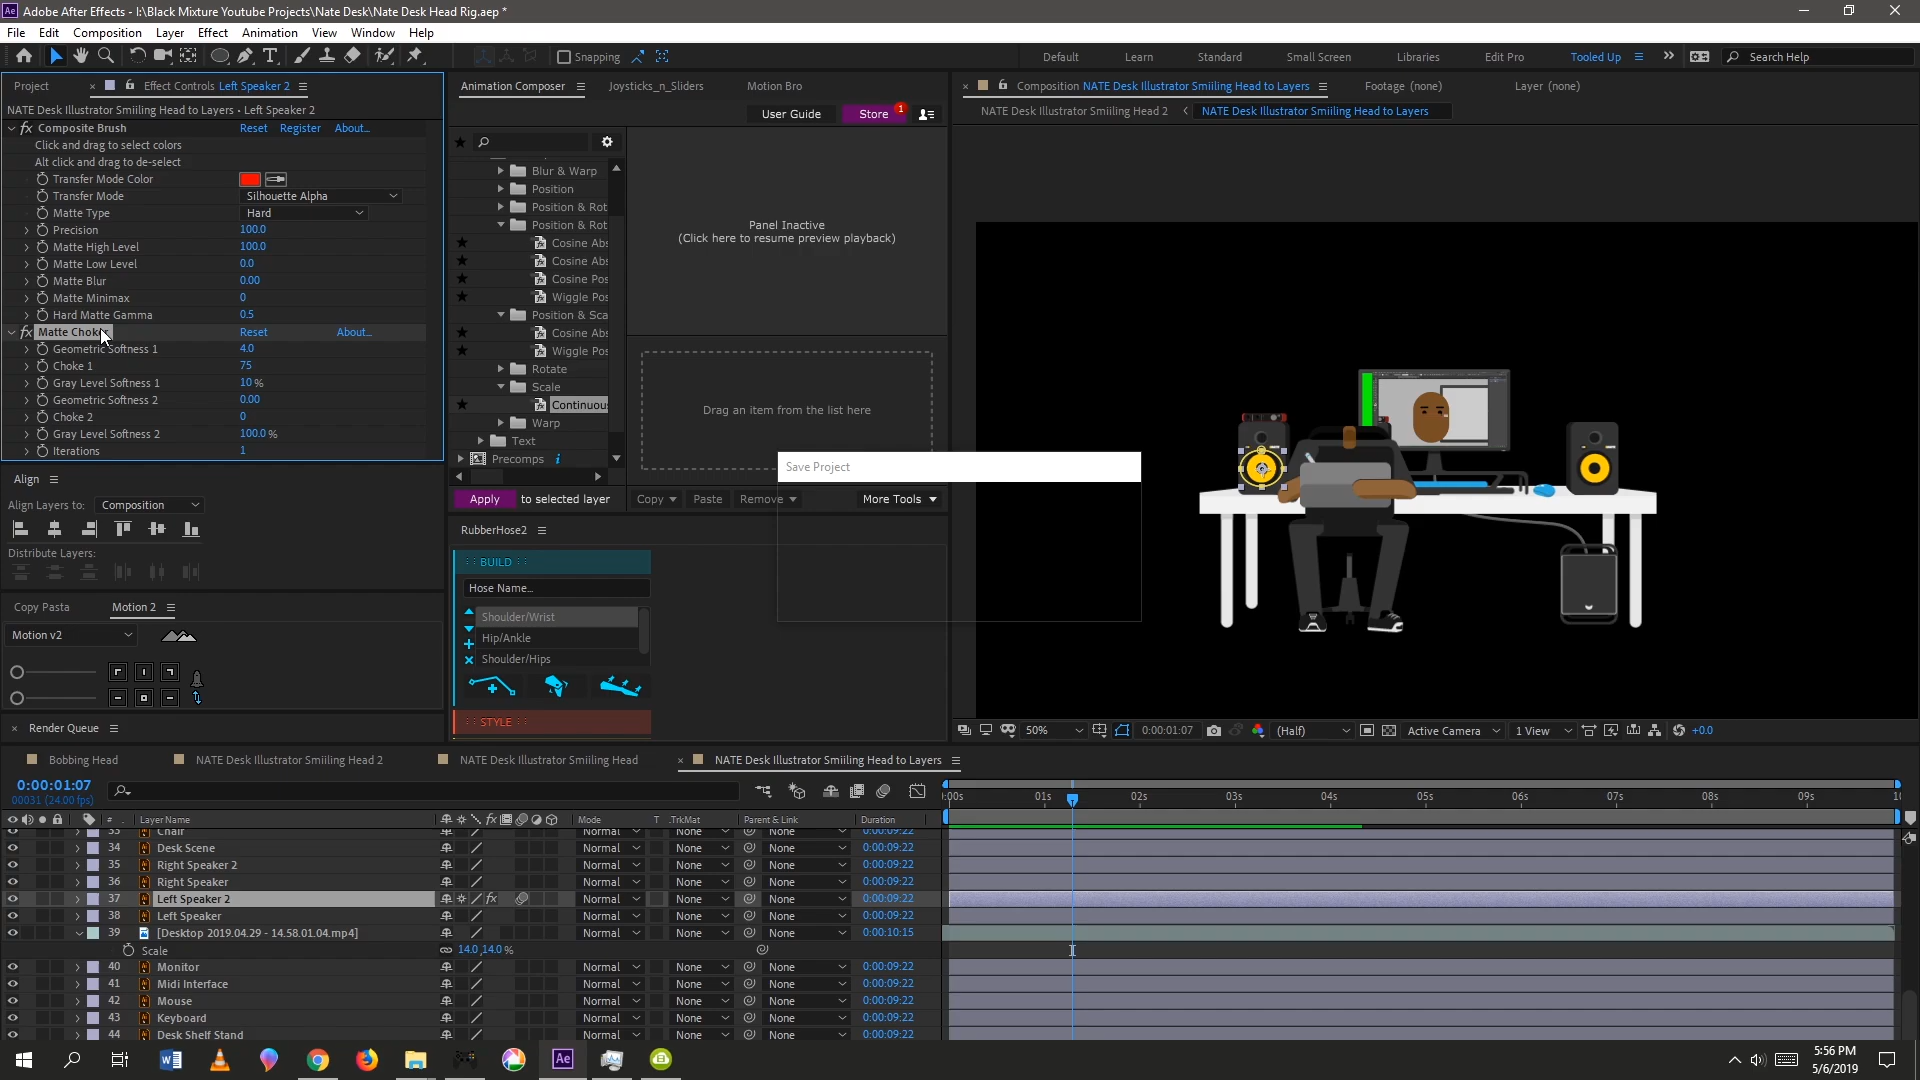 Adobe After Effects - I:\Black Mixture Youtube Projects\Nate Desk\Nate Desk Head Rig.aep *
File Edit Composition Layer Effect Animation View Window Help
Snapping Default Learn Standard Small Screen Libraries Edit Pro Tooled Up Search Help
Project Effect Controls Left Speaker 2
NATE Desk Illustrator Smiiling Head to Layers • Left Speaker 2
Composite Brush Reset Register About...
Click and drag to select colors
Alt click and drag to de-select
Transfer Mode Color
Transfer Mode Silhouette Alpha
Matte Type Hard
Precision 100.0
Matte High Level 100.0
Matte Low Level 0.0
Matte Blur 0.00
Matte Minimax 0
Hard Matte Gamma 0.5
Matte Reset About...
Geometric Softness 1 4.0
Choke 1 75
Gray Level Softness 1 10 %
Geometric Softness 2 0.00
Choke 2 0
Gray Level Softness 2 100.0 %
Iterations 1
Align
Align Layers to: Composition
Distribute Layers:
Copy Pasta Motion 2
Motion v2
Render Queue
Animation Composer Joysticks_n_Sliders Motion Bro
User Guide Store 1
Blur & Warp
Position
Position & Rot
Position & Rot
Cosine Abs
Cosine Abs
Cosine Pos
Wiggle Pos
Position & Sca
Cosine Abs
Wiggle Pos
Rotate
Scale
Continuou
Warp
Text
Precomps i
Panel Inactive
(Click here to resume preview playback)
Drag an item from the list here
Apply to selected layer Copy Paste Remove More Tools
Save Project
RubberHose2
BUILD
Hose Name...
Shoulder/Wrist
Hip/Ankle
Shoulder/Hips
STYLE
Composition NATE Desk Illustrator Smiiling Head to Layers Footage (none) Layer (none)
NATE Desk Illustrator Smiiling Head 2 NATE Desk Illustrator Smiiling Head to Layers
50% 0:00:01:07 (Half) Active Camera 1 View +0.0
Bobbing Head NATE Desk Illustrator Smiiling Head 2 NATE Desk Illustrator Smiiling Head NATE Desk Illustrator Smiiling Head to Layers
0:00:01:07
00031 (24.00 fps)
:00s 01s 02s 03s 04s 05s 06s 07s 08s 09s 10
# Layer Name Mode T .TrkMat Parent & Link Duration
33 Chair Normal None None 0:00:09:22
34 Desk Scene Normal None None 0:00:09:22
35 Right Speaker 2 Normal None None 0:00:09:22
36 Right Speaker Normal None None 0:00:09:22
37 Left Speaker 2 Normal None None 0:00:09:22
38 Left Speaker Normal None None 0:00:09:22
39 [Desktop 2019.04.29 - 14.58.01.04.mp4] Normal None None 0:00:10:15
Scale 14.0,14.0 %
40 Monitor Normal None None 0:00:09:22
41 Midi Interface Normal None None 0:00:09:22
42 Mouse Normal None None 0:00:09:22
43 Keyboard Normal None None 0:00:09:22
44 Desk Shelf Stand Normal None None 0:00:09:22
Ae
5:56 PM
5/6/2019